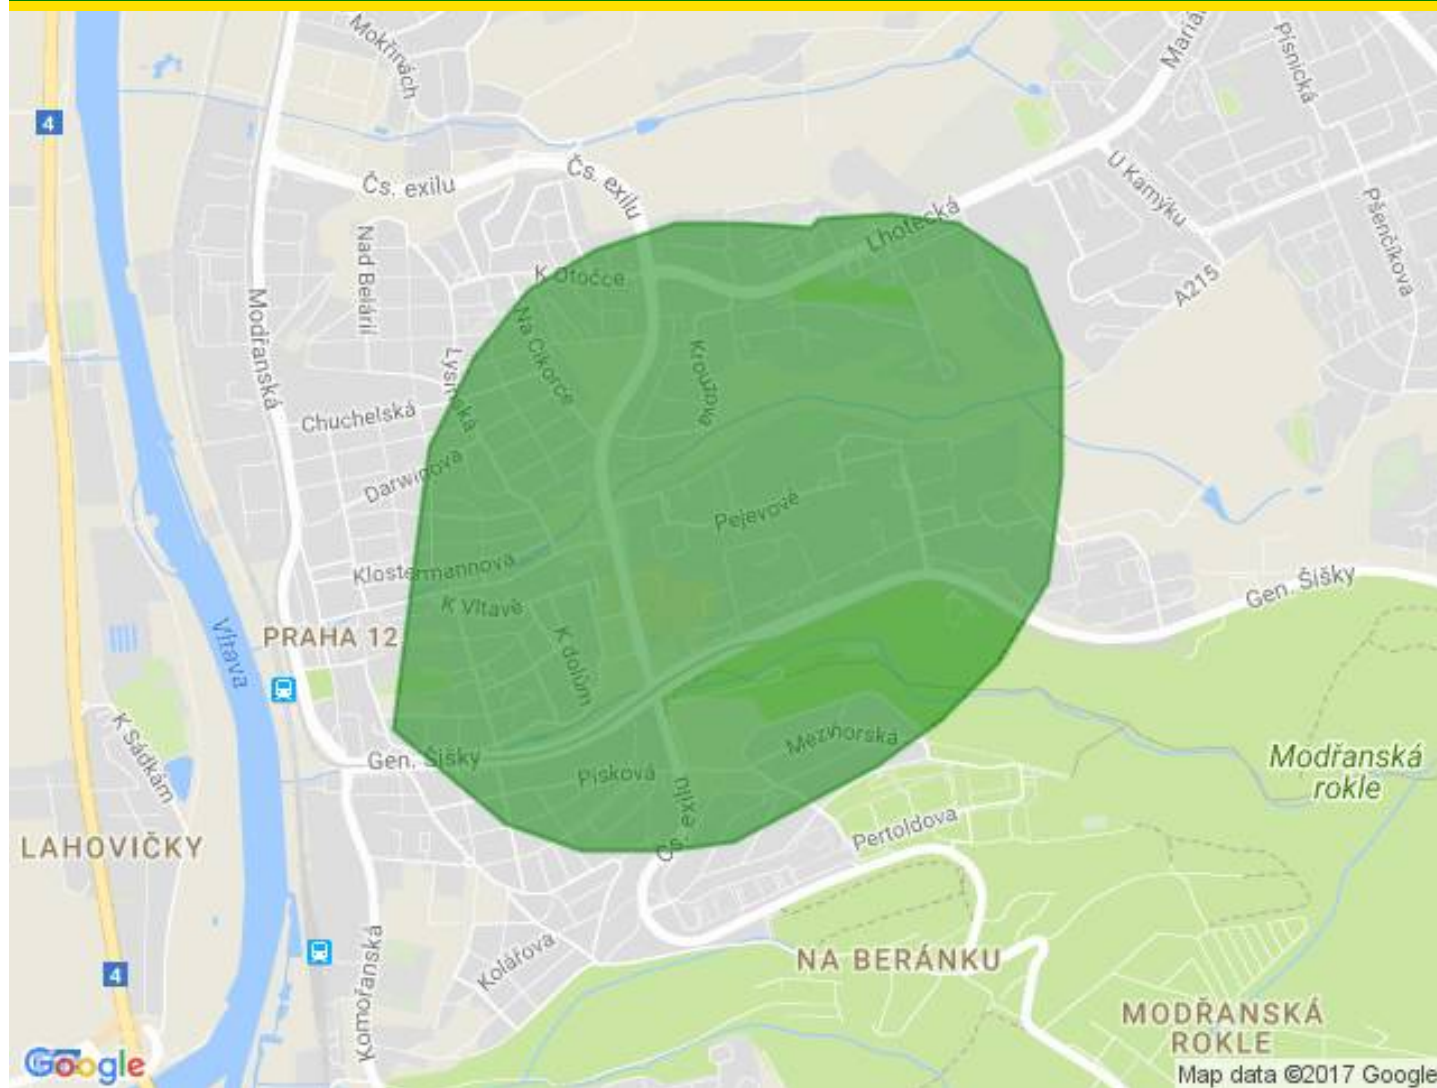 Mokřinách
Mariá
Písnická
4
Čs. exilu
Čs. exilu
U Kamýku
Pšenčíkova
Lhotecká
Nad Belárií
K Otočce
A215
Modřanská
Na Cikorce
Lysinská
Chuchelská
Darwinova
Pejevové
Klostermannova
K Vltavě
Gen. Šišky
Vltava
PRAHA 12
K dolům
K Sádkám
Gen. Šišky
Mezihorská
Písková
Modřanská
rokle
LAHOVIČKY
Čs. exilu
Pertoldova
Kolářova
NA BERÁNKU
4
Komořanská
MODŘANSKÁ
ROKLE
Google
Map data ©2017 Google